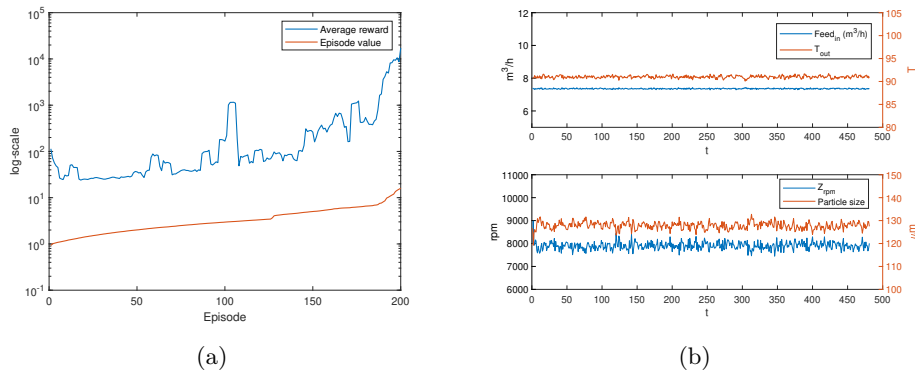 10^5
10^4
10^3
10^2
10^1
10^0
10^-1
log-scale
Average reward
Episode value
0 50 100 150 200
Episode
(a)
12
10
8
6
m^3/h
Feed_in (m^3/h)
T_out
105
100
95
90
85
80
T
0 50 100 150 200 250 300 350 400 450 500
t
11000
10000
9000
8000
7000
6000
rpm
Z_rpm
Particle size
150
140
130
120
110
100
μm
0 50 100 150 200 250 300 350 400 450 500
t
(b)